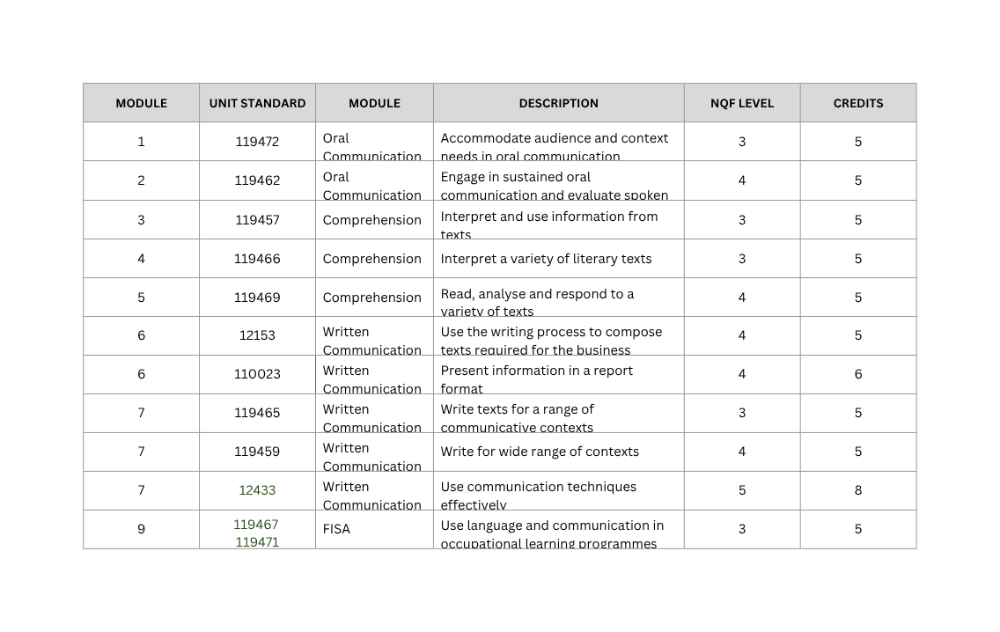 MODULE UNIT STANDARD MODULE DESCRIPTION NQF LEVEL CREDITS
1 119472 Oral Accommodate audience and context 3 5
Communication needs in oral communication
2 119462 Oral Engage in sustained oral 4 5
Communication communication and evaluate spoken
3 119457 Comprehension Interpret and use information from 3 5
texts
4 119466 Comprehension Interpret a variety of literary texts 3 5
5 119469 Comprehension Read, analyse and respond to a 4 5
variety of texts
6 12153 Written Use the writing process to compose 4 5
Communication texts required for the business
6 110023 Written Present information in a report 4 6
Communication format
7 119465 Written Write texts for a range of 3 5
Communication communicative contexts
7 119459 Written Write for wide range of contexts 4 5
Communication
7 12433 Written Use communication techniques 5 8
Communication effectively
9 119467 FISA Use language and communication in 3 5
119471 occupational learning programmes